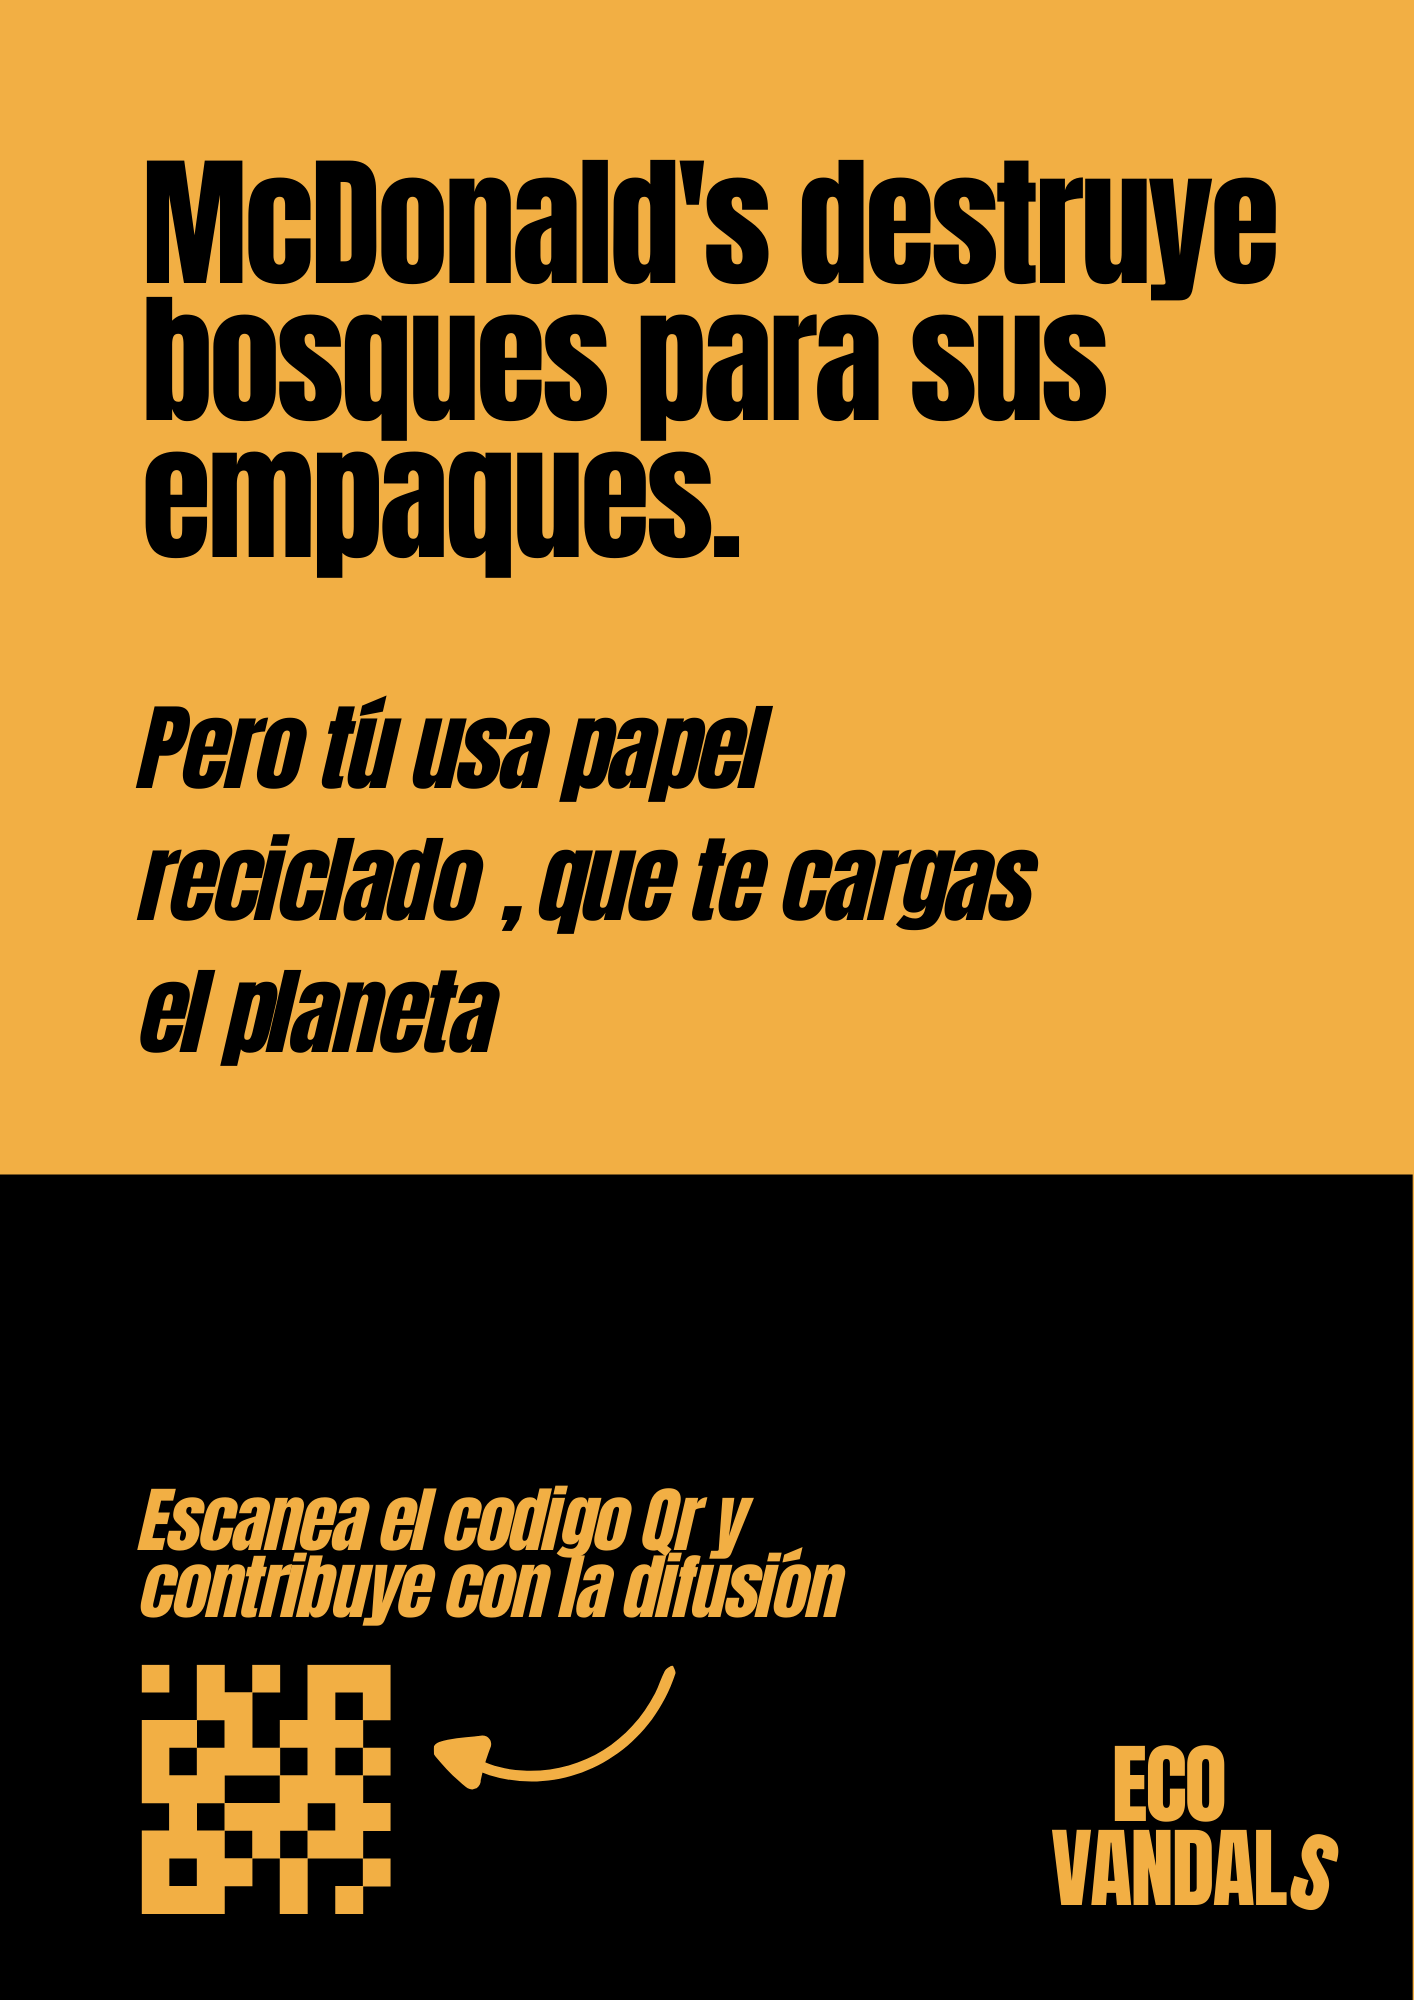 McDonald's destruye
bosques para sus
empaques.
Pero tú usa papel
reciclado , que te cargas
el planeta
Escanea el codigo Qr y
contribuye con la difusión
ECO
VANDALS